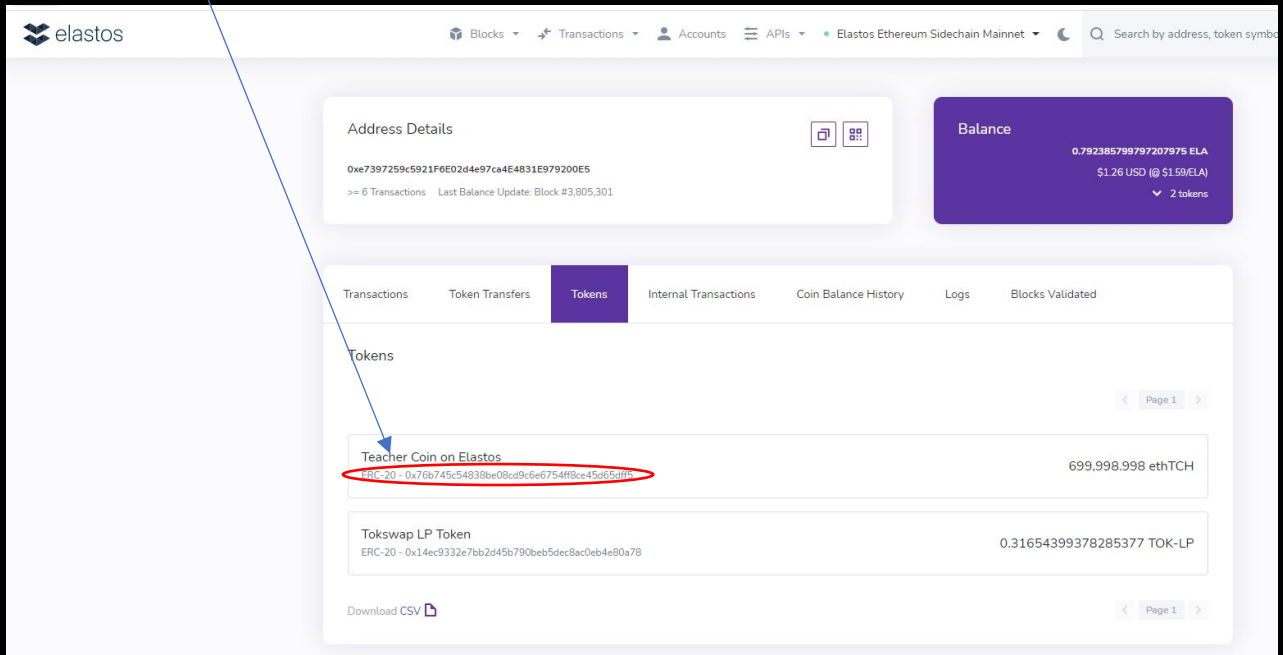 elastos
Blocks Transactions Accounts APIs Elastos Ethereum Sidechain Mainnet Search by address, token symbo
Address Details
0xe7397259c5921F6E02d4e97ca4E4831E979200E5
>= 6 Transactions Last Balance Update: Block #3,805,301
Balance
0.792385799797207975 ELA
$1.26 USD (@ $1.59/ELA)
2 tokens
Transactions Token Transfers Tokens Internal Transactions Coin Balance History Logs Blocks Validated
Tokens
< Page 1 >
Teacher Coin on Elastos
ERC-20 - 0x76b745c54838be08cd9c6e6754ff8ce45d65dff5
699,998.998 ethTCH
Tokswap LP Token
ERC-20 - 0x14ec9332e7bb2d45b790beb5dec8ac0eb4e80a78
0.31654399378285377 TOK-LP
Download CSV
< Page 1 >